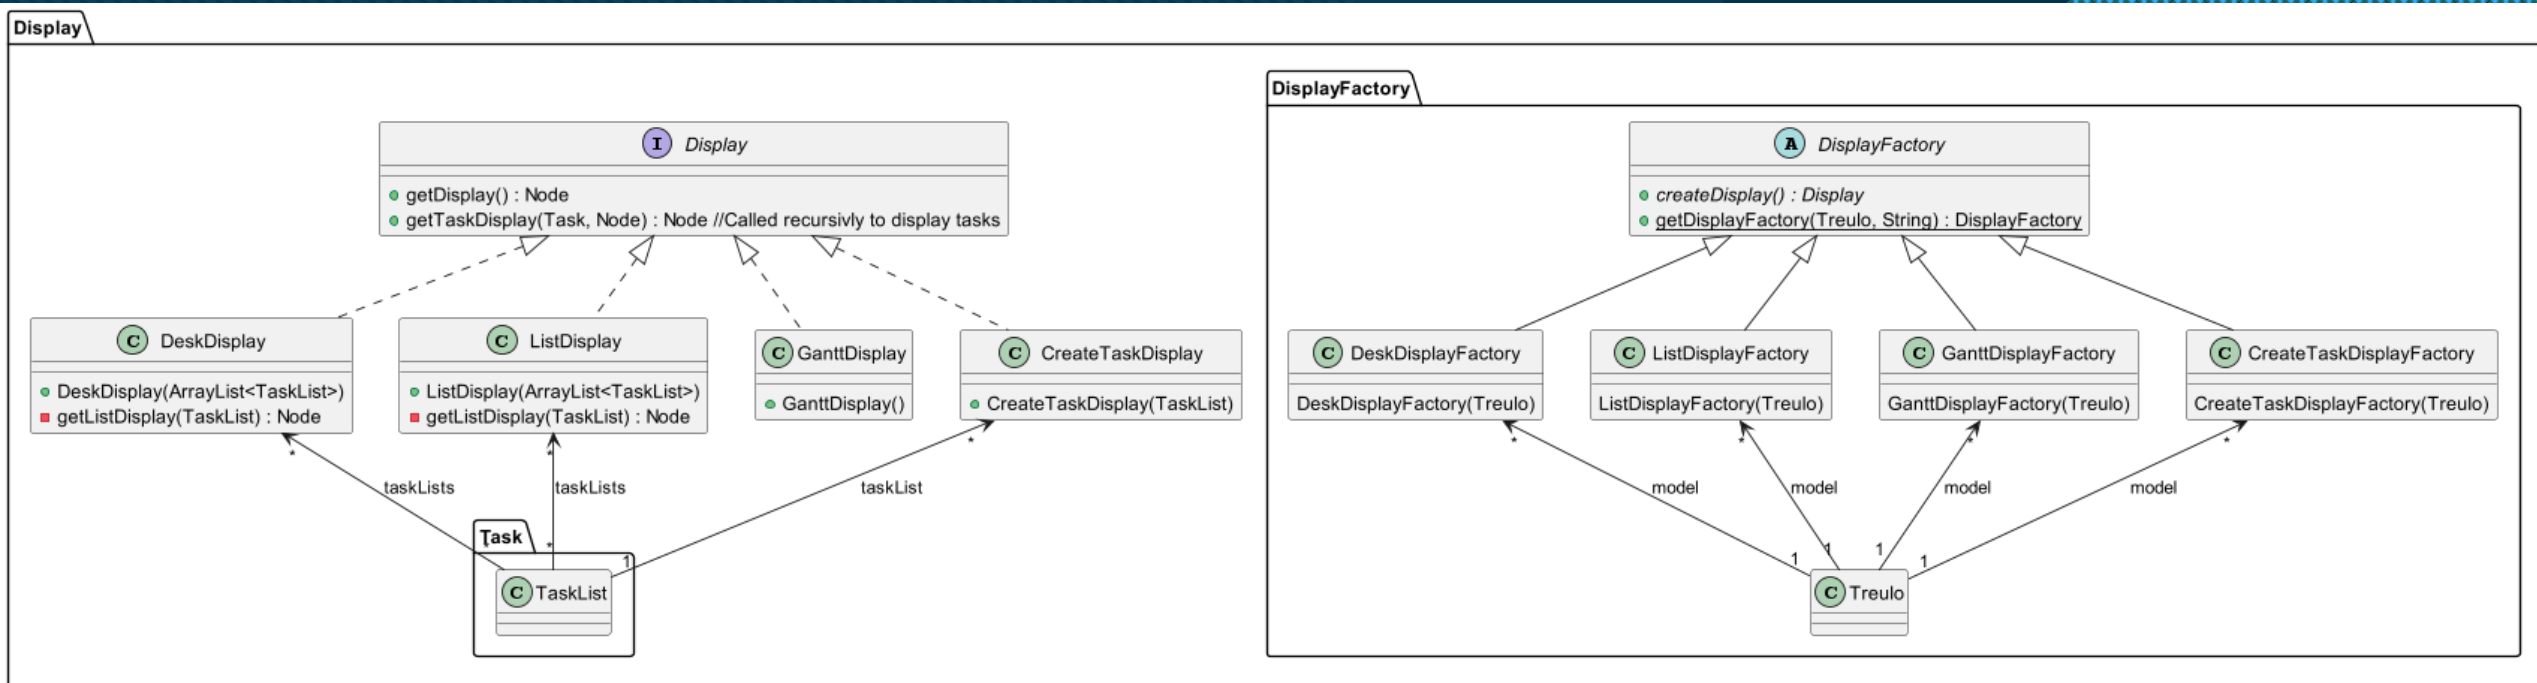 Display
DisplayFactory
I Display
getDisplay() : Node
getTaskDisplay(Task, Node) : Node //Called recursivly to display tasks
A DisplayFactory
createDisplay() : Display
getDisplayFactory(Treulo, String) : DisplayFactory
C DeskDisplay
DeskDisplay(ArrayList<TaskList>)
getListDisplay(TaskList) : Node
C ListDisplay
ListDisplay(ArrayList<TaskList>)
getListDisplay(TaskList) : Node
C GanttDisplay
GanttDisplay()
C CreateTaskDisplay
CreateTaskDisplay(TaskList)
C DeskDisplayFactory
DeskDisplayFactory(Treulo)
C ListDisplayFactory
ListDisplayFactory(Treulo)
C GanttDisplayFactory
GanttDisplayFactory(Treulo)
C CreateTaskDisplayFactory
CreateTaskDisplayFactory(Treulo)
* * * * * * *
taskLists
taskLists
taskList
model
model
model
model
Task
* * 1
1 1 1 1
C TaskList
C Treulo